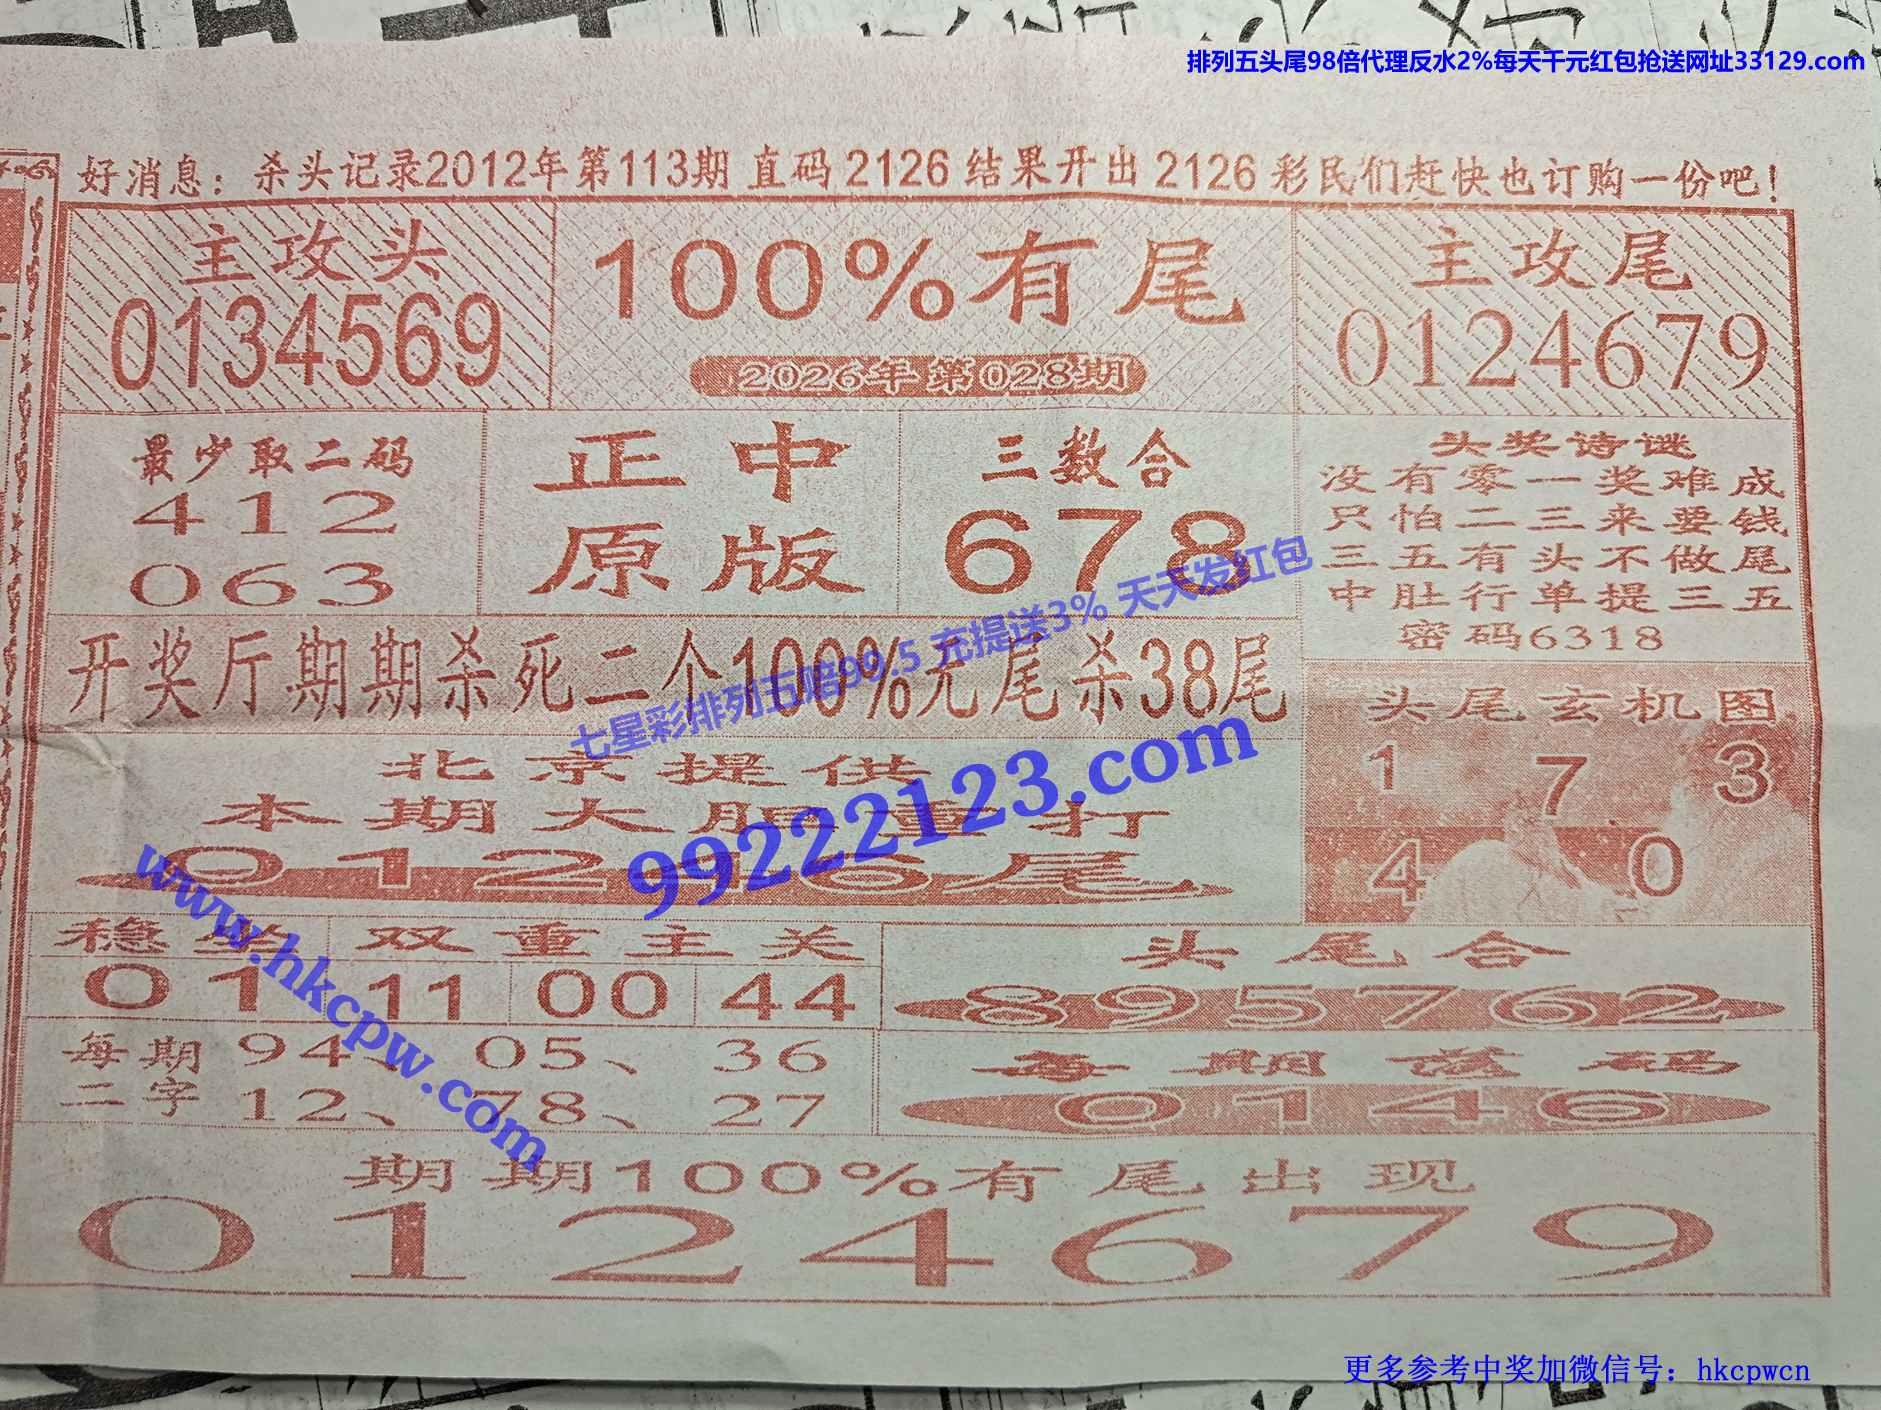 排列五头尾98倍代理反水2%每天千元红包抢送网址33129.com
好消息：杀头记录2012年第113期 直码 2126 结果开出 2126 彩民们赶快也订购一份吧！
主攻头
0134569
100%有尾
2026年第028期
主攻尾
0124679
最少取二码
412
063
正中
原版
三数合
678
头奖诗谜
没有零一奖难成
只怕二三来要钱
三五有头不做尾
中肚行单提三五
密码6318
七星彩排列五赔99.5 充提送3% 天天发红包
开奖厅期期杀死二个100%无尾杀38尾
头尾玄机图
1 7 3
4 0
北京提供
本期大胆重打
01246尾
99222123.com
www.hkcpw.com
稳 双重主关
01 11 00 44
头尾合
895762
每期 94、 05、 36
二字 12、 78、 27
每期 码
0146
期期100%有尾出现
0124679
更多参考中奖加微信号：hkcpwcn